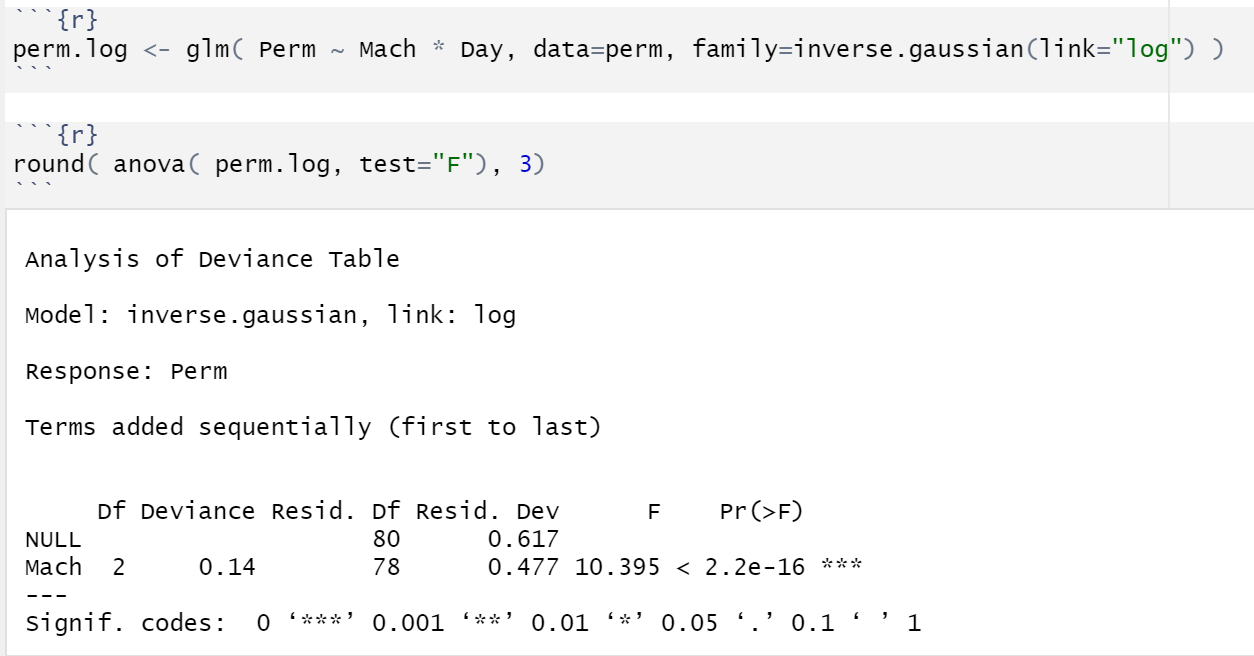 ```{r}
perm.log <- glm( Perm ~ Mach * Day, data=perm, family=inverse.gaussian(link="log") )
```
```{r}
round( anova( perm.log, test="F"), 3)
```
Analysis of Deviance Table
Model: inverse.gaussian, link: log
Response: Perm
Terms added sequentially (first to last)
     Df Deviance Resid. Df Resid. Dev      F    Pr(>F)
NULL                    80      0.617
Mach  2     0.14        78      0.477 10.395 < 2.2e-16 ***
---
Signif. codes:  0 ‘***’ 0.001 ‘**’ 0.01 ‘*’ 0.05 ‘.’ 0.1 ‘ ’ 1